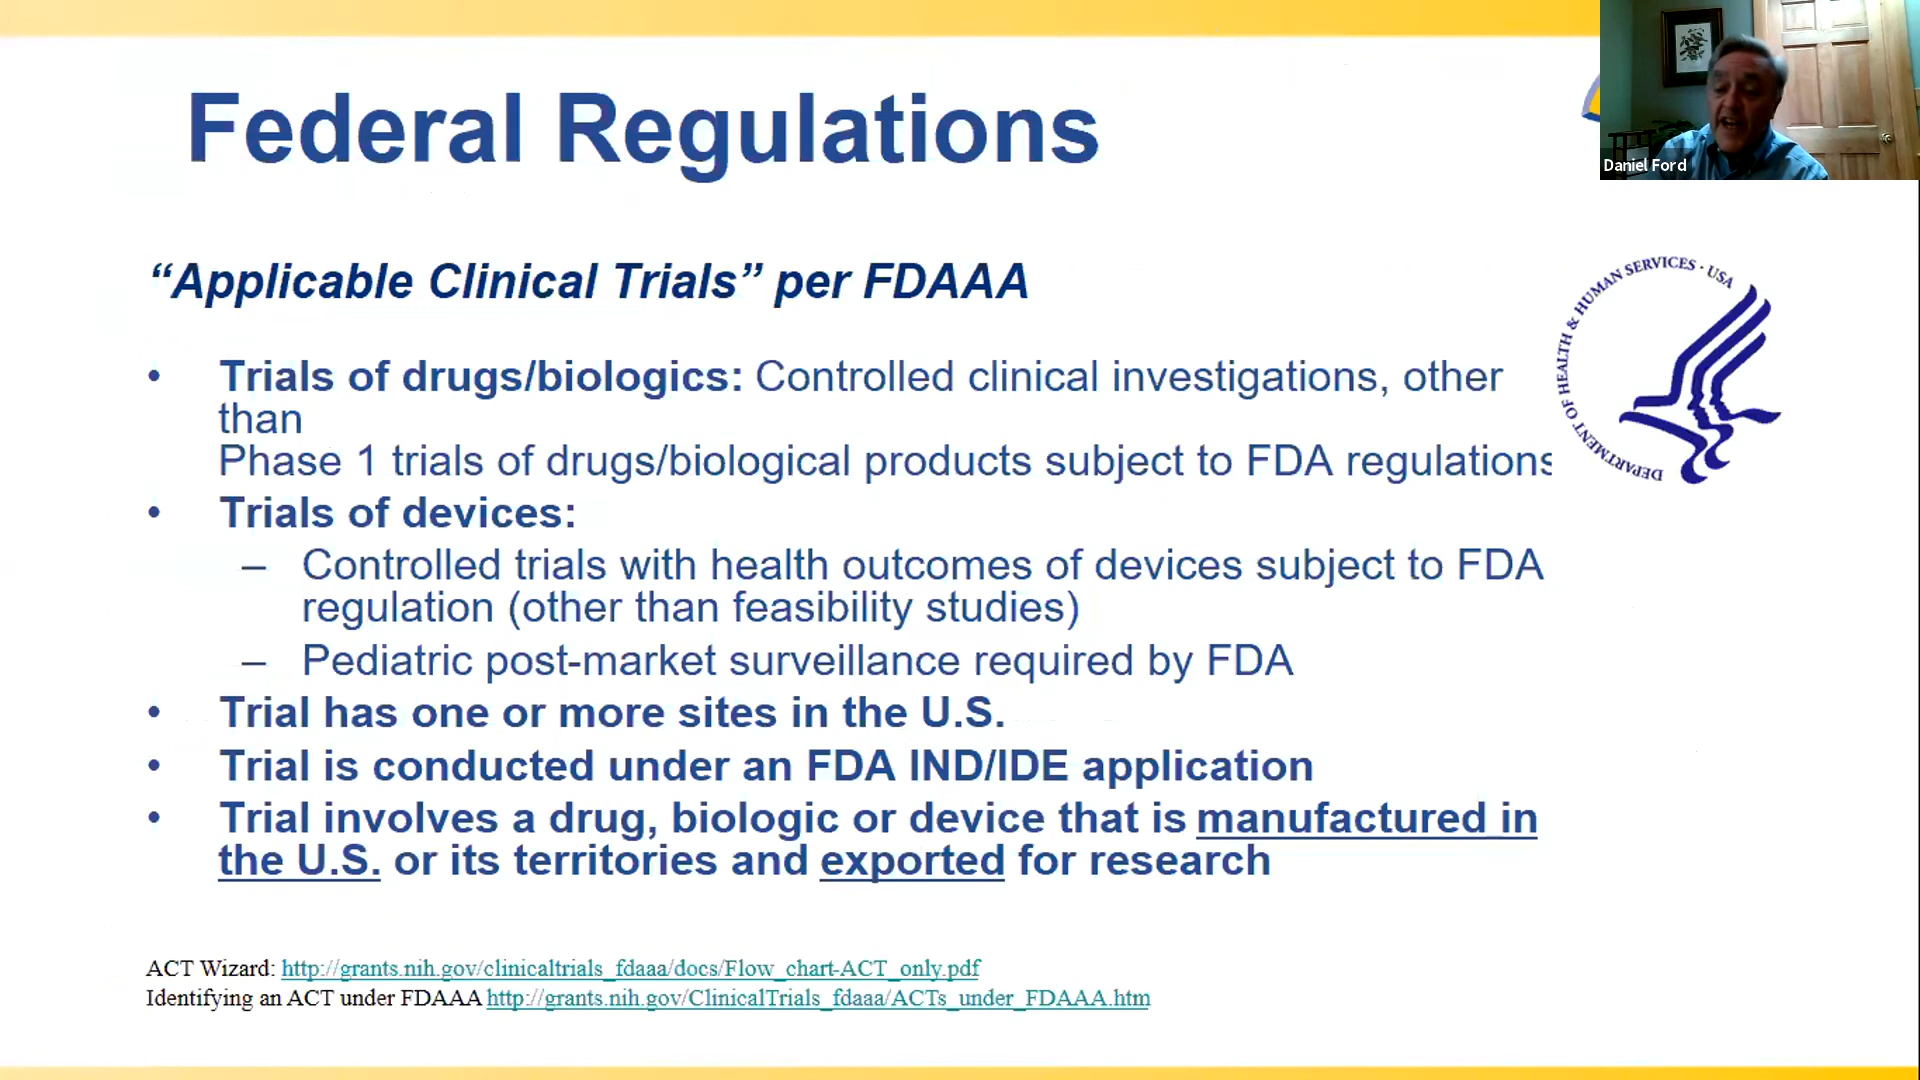 Federal Regulations
Daniel Ford
“Applicable Clinical Trials” per FDAAA
DEPARTMENT OF HEALTH & HUMAN SERVICES · USA
• Trials of drugs/biologics: Controlled clinical investigations, other
than
Phase 1 trials of drugs/biological products subject to FDA regulations
• Trials of devices:
– Controlled trials with health outcomes of devices subject to FDA
regulation (other than feasibility studies)
– Pediatric post-market surveillance required by FDA
• Trial has one or more sites in the U.S.
• Trial is conducted under an FDA IND/IDE application
• Trial involves a drug, biologic or device that is manufactured in
the U.S. or its territories and exported for research
ACT Wizard: http://grants.nih.gov/clinicaltrials_fdaaa/docs/Flow_chart-ACT_only.pdf
Identifying an ACT under FDAAA http://grants.nih.gov/ClinicalTrials_fdaaa/ACTs_under_FDAAA.htm